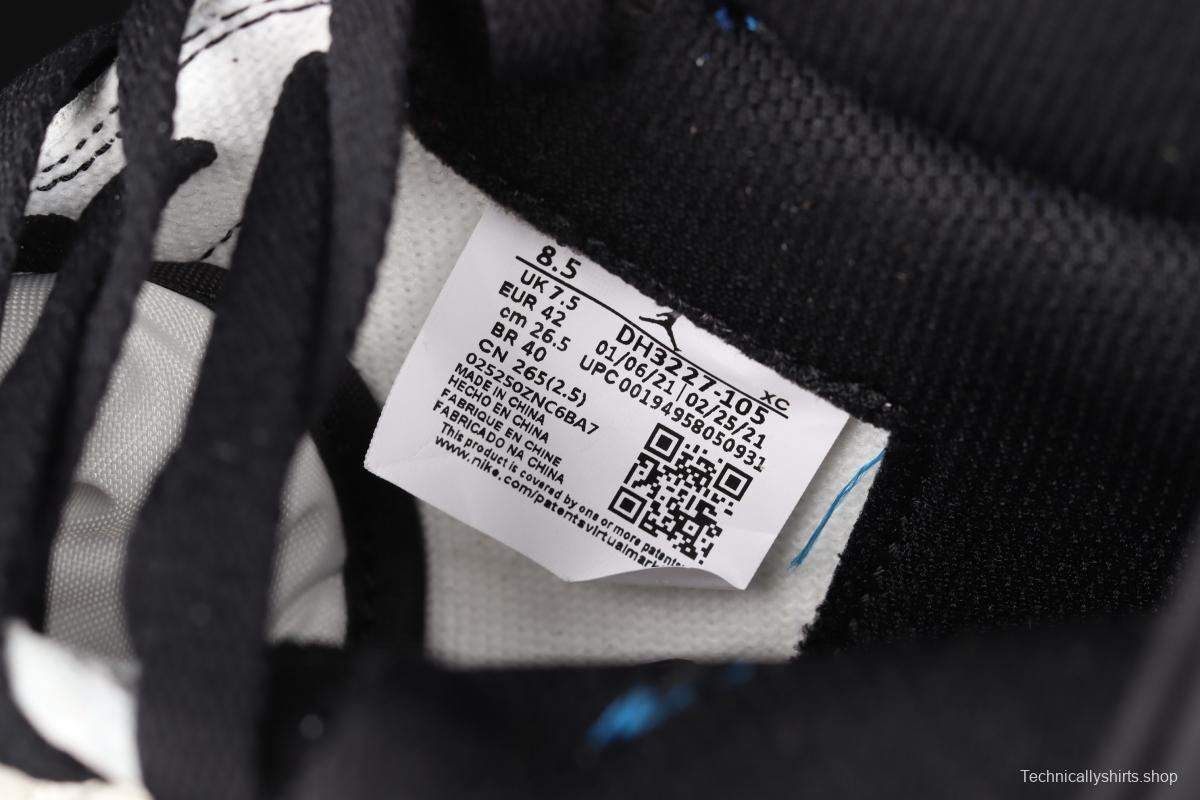 8.5
UK 7.5
EUR 42
cm 26.5
BR 40
CN 265(2.5)
025250ZNC6BA7
MADE IN CHINA
HECHO EN CHINA
FABRIQUE EN CHINE
FABRICADO NA CHINA
This product is covered by one or more patents.
www.nike.com/patentsvirtualmark
XC
DH3227-105
01/06/21|02/25/21
UPC00194958050931
Technicallyshirts.shop